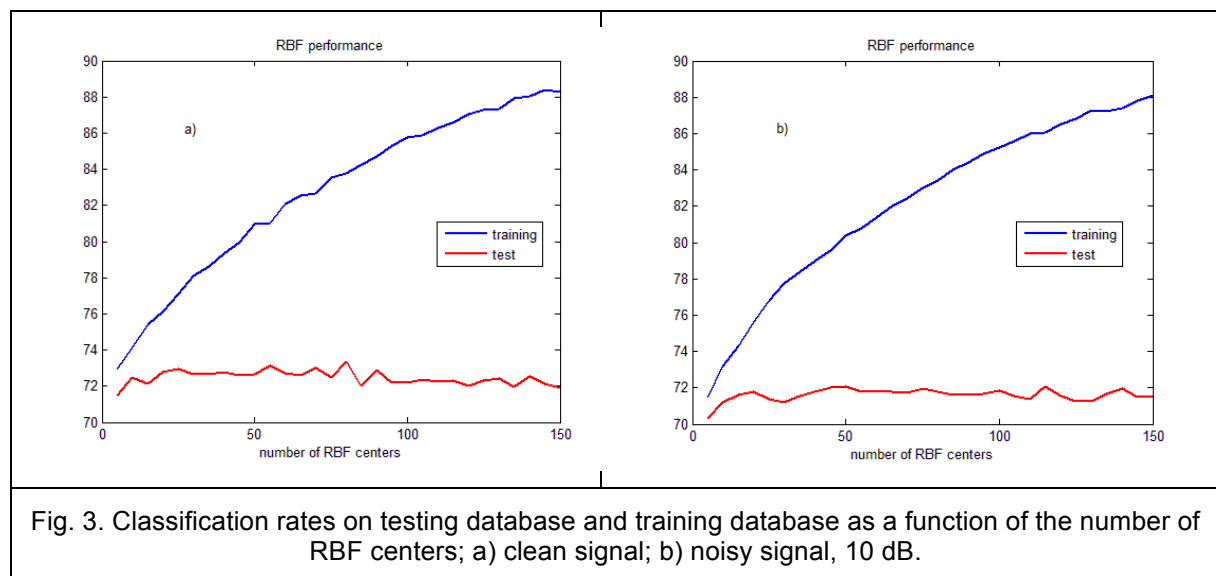 RBF performance
90
88
86
84
82
80
78
76
74
72
70
a)
training
test
0
50
100
150
number of RBF centers
RBF performance
90
88
86
84
82
80
78
76
74
72
70
b)
training
test
0
50
100
150
number of RBF centers
Fig. 3. Classification rates on testing database and training database as a function of the number of
RBF centers; a) clean signal; b) noisy signal, 10 dB.